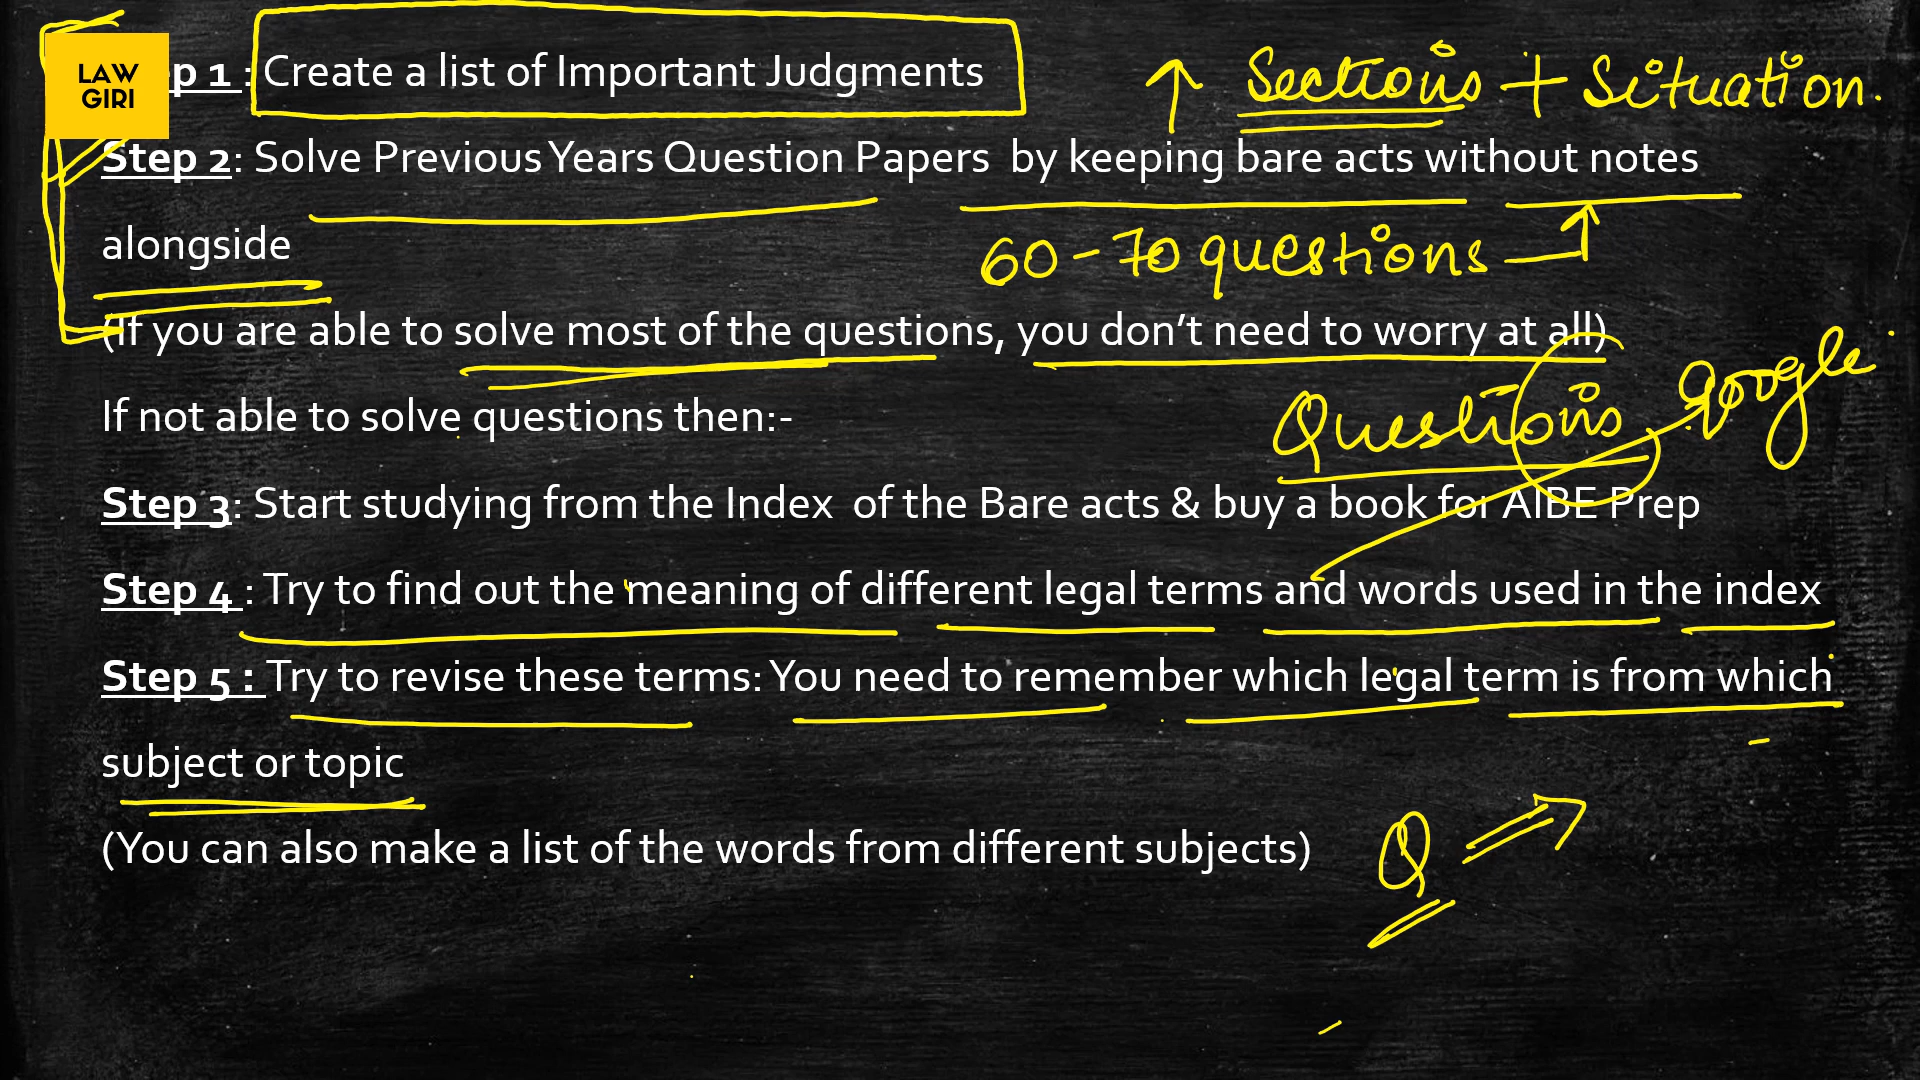 LAW
GIRI
ep 1 : Create a list of Important Judgments
↑ Sections + Situation.
Step 2: Solve Previous Years Question Papers by keeping bare acts without notes
alongside
60-70 questions
(If you are able to solve most of the questions, you don't need to worry at all)
If not able to solve questions then:-
Questions google
Step 3: Start studying from the Index of the Bare acts & buy a book for AIBE Prep
Step 4 : Try to find out the meaning of different legal terms and words used in the index
Step 5 : Try to revise these terms: You need to remember which legal term is from which
subject or topic
(You can also make a list of the words from different subjects)
Q